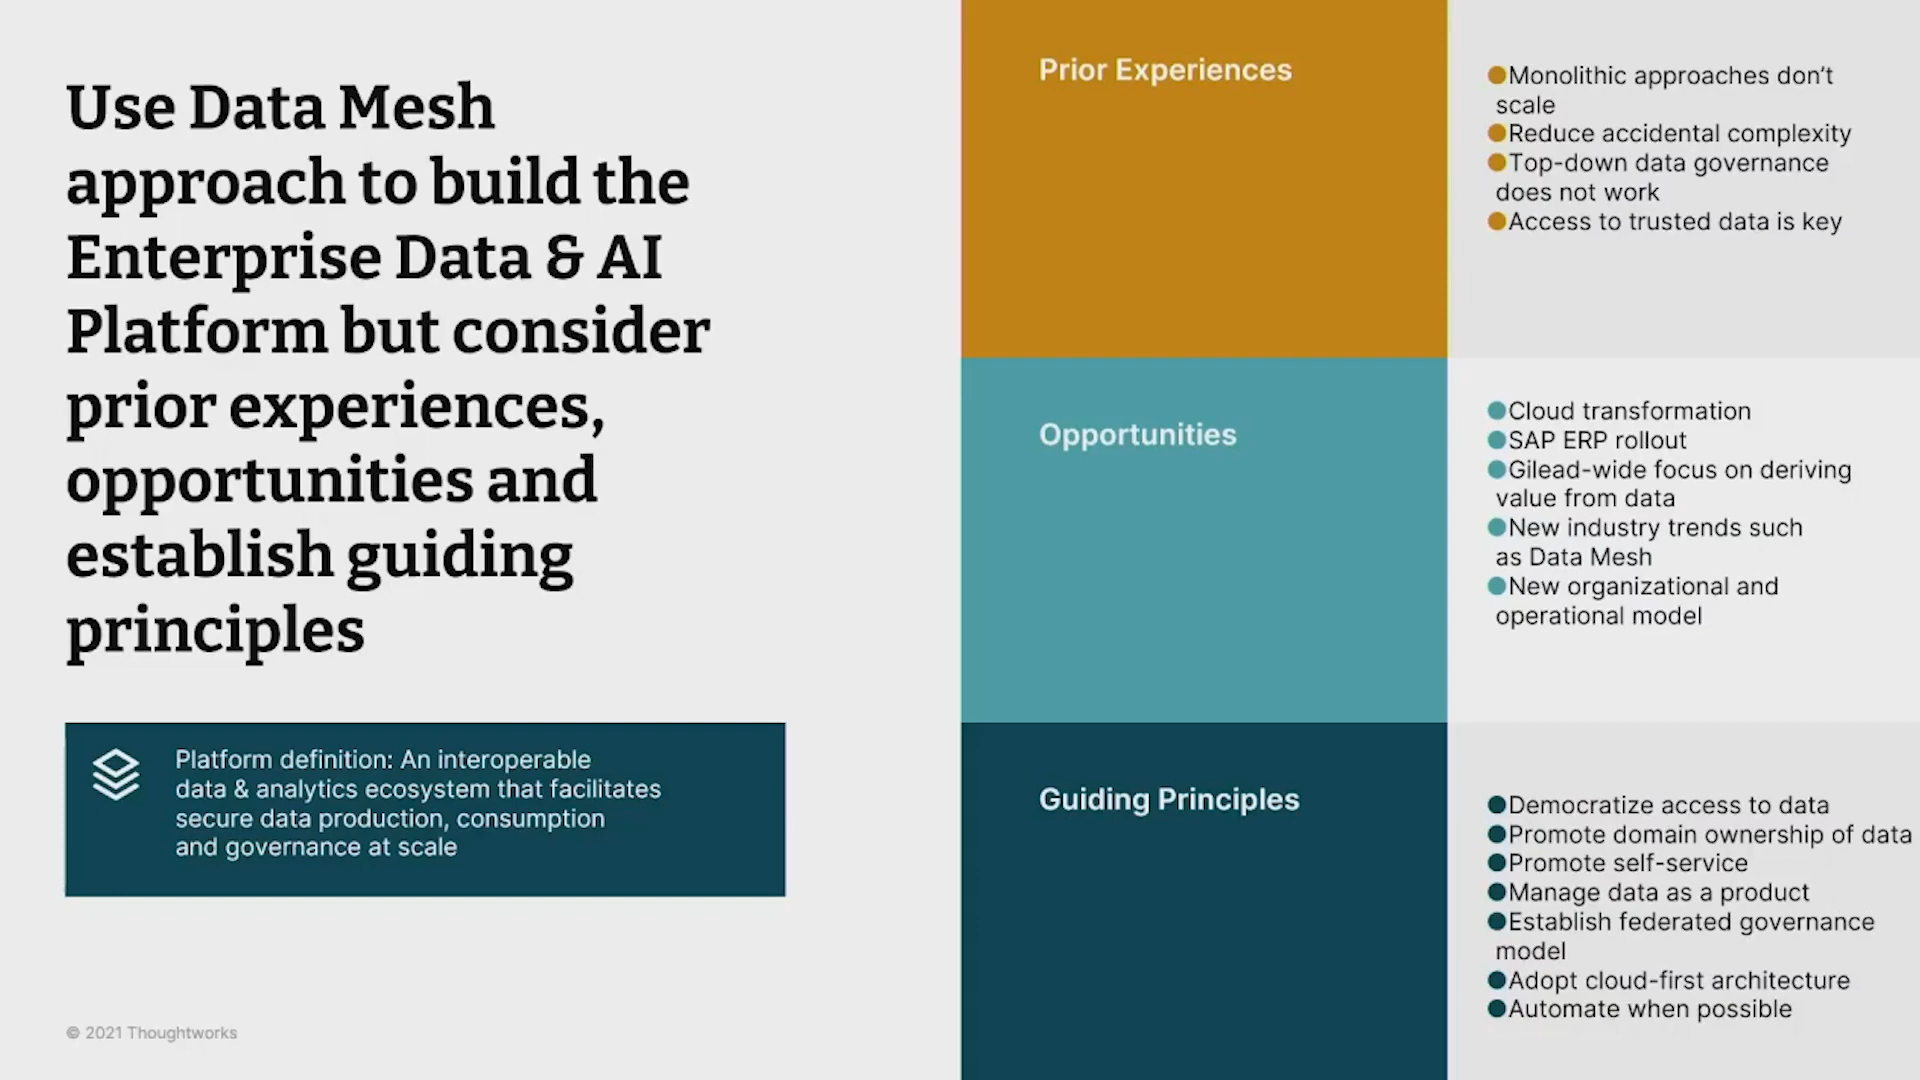 Use Data Mesh
approach to build the
Enterprise Data & AI
Platform but consider
prior experiences,
opportunities and
establish guiding
principles
Platform definition: An interoperable
data & analytics ecosystem that facilitates
secure data production, consumption
and governance at scale
© 2021 Thoughtworks
Prior Experiences
●Monolithic approaches don’t
scale
●Reduce accidental complexity
●Top-down data governance
does not work
●Access to trusted data is key
Opportunities
●Cloud transformation
●SAP ERP rollout
●Gilead-wide focus on deriving
value from data
●New industry trends such
as Data Mesh
●New organizational and
operational model
Guiding Principles
●Democratize access to data
●Promote domain ownership of data
●Promote self-service
●Manage data as a product
●Establish federated governance
model
●Adopt cloud-first architecture
●Automate when possible